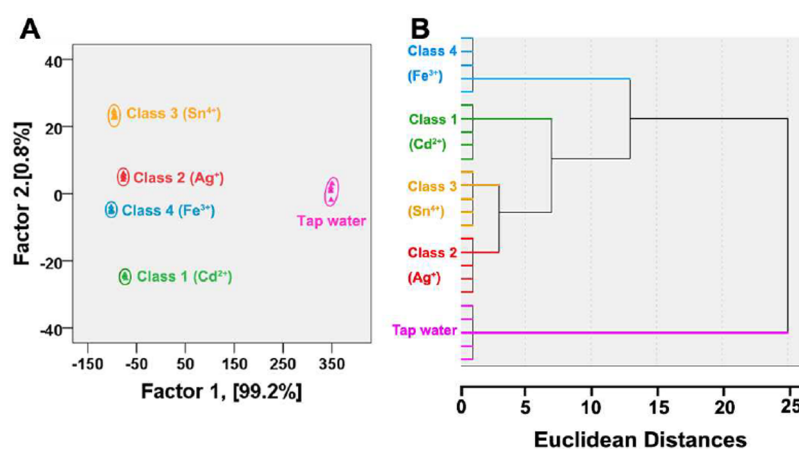 A
40
20
0
-20
-40
Factor 2.[0.8%]
Class 3 (Sn⁴⁺)
Class 2 (Ag⁺)
Class 4 (Fe³⁺)
Class 1 (Cd²⁺)
Tap water
-150 -50 50 150 250 350
Factor 1, [99.2%]
B
Class 4
(Fe³⁺)
Class 1
(Cd²⁺)
Class 3
(Sn⁴⁺)
Class 2
(Ag⁺)
Tap water
0 5 10 15 20 25
Euclidean Distances